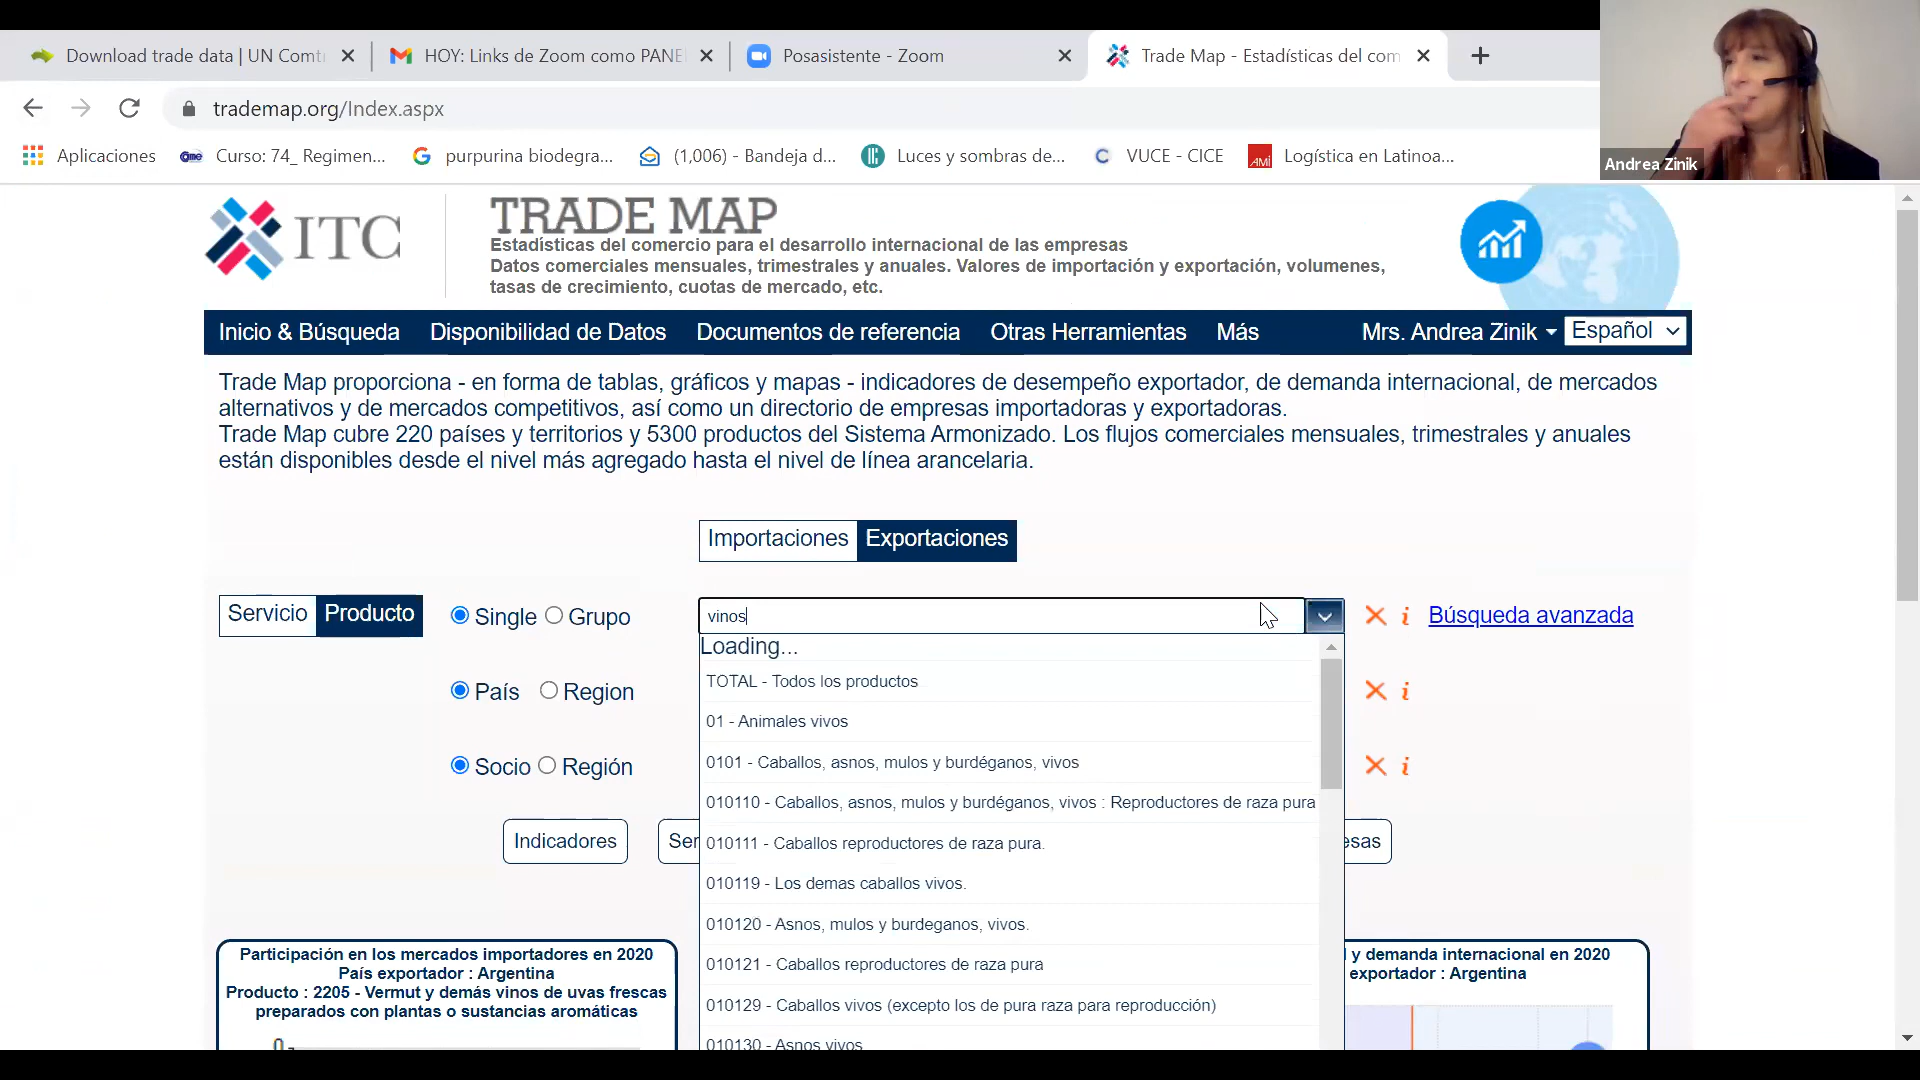 Download trade data | UN Comt
HOY: Links de Zoom como PANE
Posasistente - Zoom
Trade Map - Estadísticas del com
trademap.org/Index.aspx
Aplicaciones
Curso: 74_ Regimen...
purpurina biodegra...
(1,006) - Bandeja d...
Luces y sombras de...
VUCE - CICE
Logística en Latinoa...
Andrea Zinik
ITC
TRADE MAP
Estadísticas del comercio para el desarrollo internacional de las empresas
Datos comerciales mensuales, trimestrales y anuales. Valores de importación y exportación, volumenes,
tasas de crecimiento, cuotas de mercado, etc.
Inicio & Búsqueda Disponibilidad de Datos Documentos de referencia Otras Herramientas Más Mrs. Andrea Zinik Español
Trade Map proporciona - en forma de tablas, gráficos y mapas - indicadores de desempeño exportador, de demanda internacional, de mercados
alternativos y de mercados competitivos, así como un directorio de empresas importadoras y exportadoras.
Trade Map cubre 220 países y territorios y 5300 productos del Sistema Armonizado. Los flujos comerciales mensuales, trimestrales y anuales
están disponibles desde el nivel más agregado hasta el nivel de línea arancelaria.
Importaciones Exportaciones
Servicio Producto Single Grupo vinos Búsqueda avanzada
Loading...
TOTAL - Todos los productos
País Region
01 - Animales vivos
0101 - Caballos, asnos, mulos y burdéganos, vivos
Socio Región
010110 - Caballos, asnos, mulos y burdéganos, vivos : Reproductores de raza pura
Indicadores Ser esas
010111 - Caballos reproductores de raza pura.
010119 - Los demas caballos vivos.
010120 - Asnos, mulos y burdeganos, vivos.
010121 - Caballos reproductores de raza pura
010129 - Caballos vivos (excepto los de pura raza para reproducción)
010130 - Asnos vivos
Participación en los mercados importadores en 2020
País exportador : Argentina
Producto : 2205 - Vermut y demás vinos de uvas frescas
preparados con plantas o sustancias aromáticas
0
y demanda internacional en 2020
exportador : Argentina